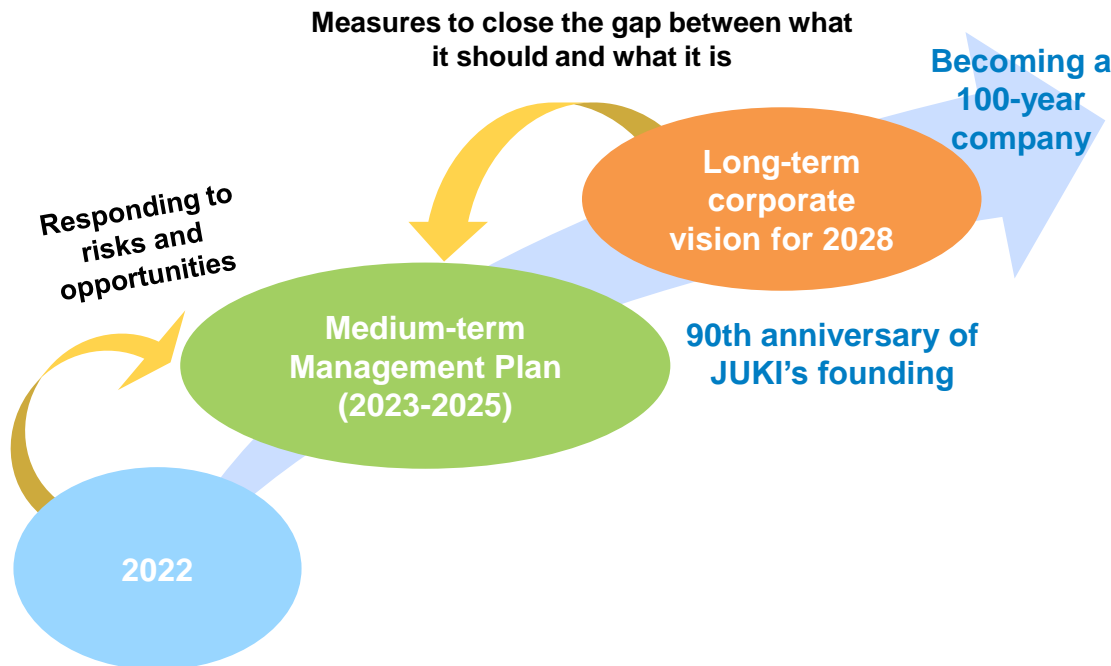 Measures to close the gap between what
it should and what it is
Becoming a
100-year
company
Long-term
corporate
vision for 2028
Responding to
risks and
opportunities
Medium-term
Management Plan
(2023-2025)
90th anniversary of
JUKI’s founding
2022